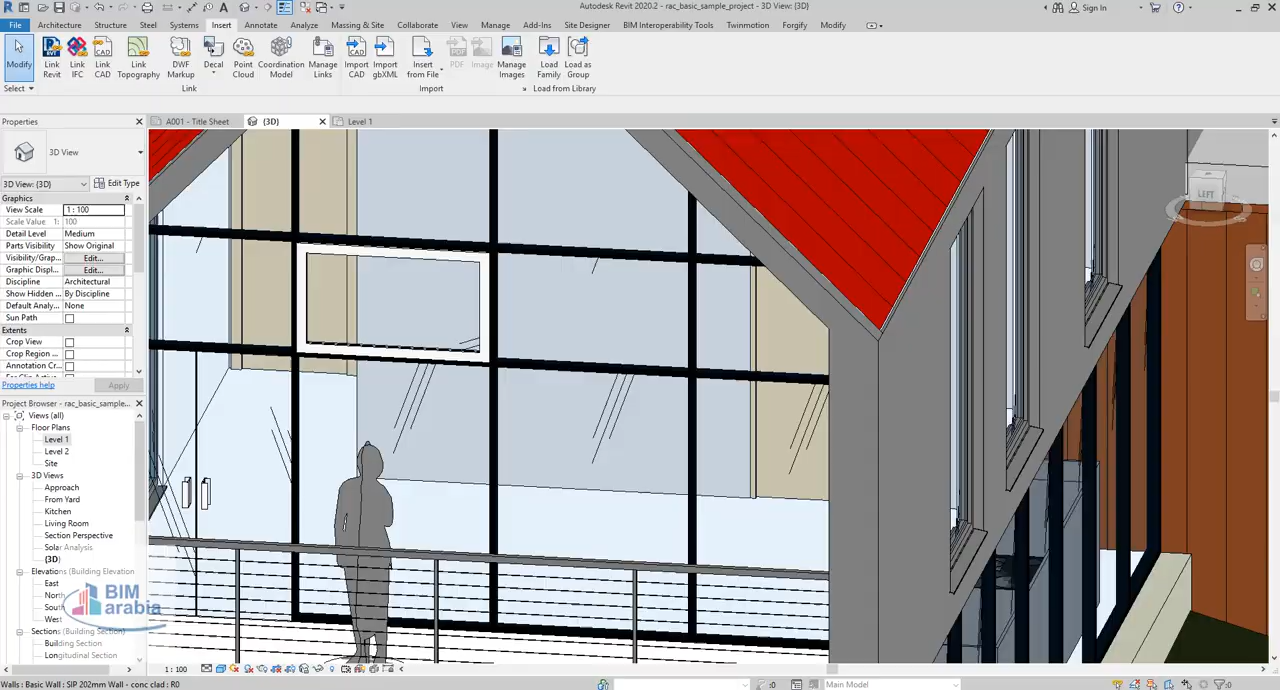 Autodesk Revit 2020.2 - rac_basic_sample_project - 3D View: {3D}
Sign In
File Architecture Structure Steel Systems Insert Annotate Analyze Massing & Site Collaborate View Manage Add-Ins Site Designer BIM Interoperability Tools Twinmotion Forgify Modify
Modify
Link Revit
Link IFC
Link CAD
Link Topography
DWF Markup
Decal
Point Cloud
Coordination Model
Manage Links
Import CAD
Import gbXML
Insert from File
PDF
Image
Manage Images
Load Family
Load as Group
Select
Link
Import
Load from Library
Properties
A001 - Title Sheet
{3D}
Level 1
3D View
3D View: {3D}
Edit Type
Graphics
View Scale 1 : 100
Scale Value 1: 100
Detail Level Medium
Parts Visibility Show Original
Visibility/Grap... Edit...
Graphic Displ... Edit...
Discipline Architectural
Show Hidden ... By Discipline
Default Analy... None
Sun Path
Extents
Crop View
Crop Region ...
Annotation Cr...
Properties help
Apply
Project Browser - rac_basic_sample...
Views (all)
Floor Plans
Level 1
Level 2
Site
3D Views
Approach
From Yard
Kitchen
Living Room
Section Perspective
Solar Analysis
{3D}
Elevations (Building Elevation
East
Nort
Sout
West
Sections (Building Section)
Building Section
Longitudinal Section
BIM
arabia
LEFT
1 : 100
Walls : Basic Wall : SIP 202mm Wall - conc clad : R0
:0
Main Model
:0